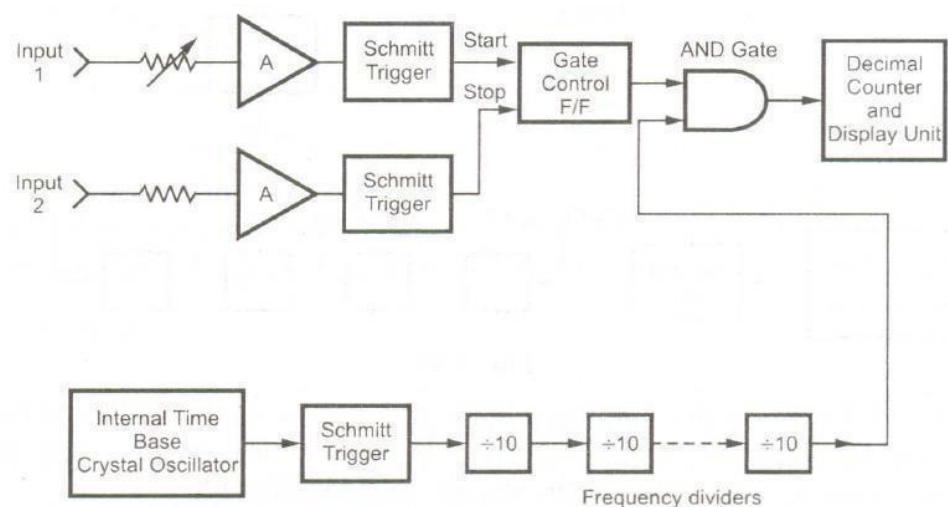 Input
1
A
Schmitt
Trigger
Start
Stop
Gate
Control
F/F
AND Gate
Decimal
Counter
and
Display Unit
Input
2
A
Schmitt
Trigger
Internal Time
Base
Crystal Oscillator
Schmitt
Trigger
÷10
÷10
÷10
Frequency dividers